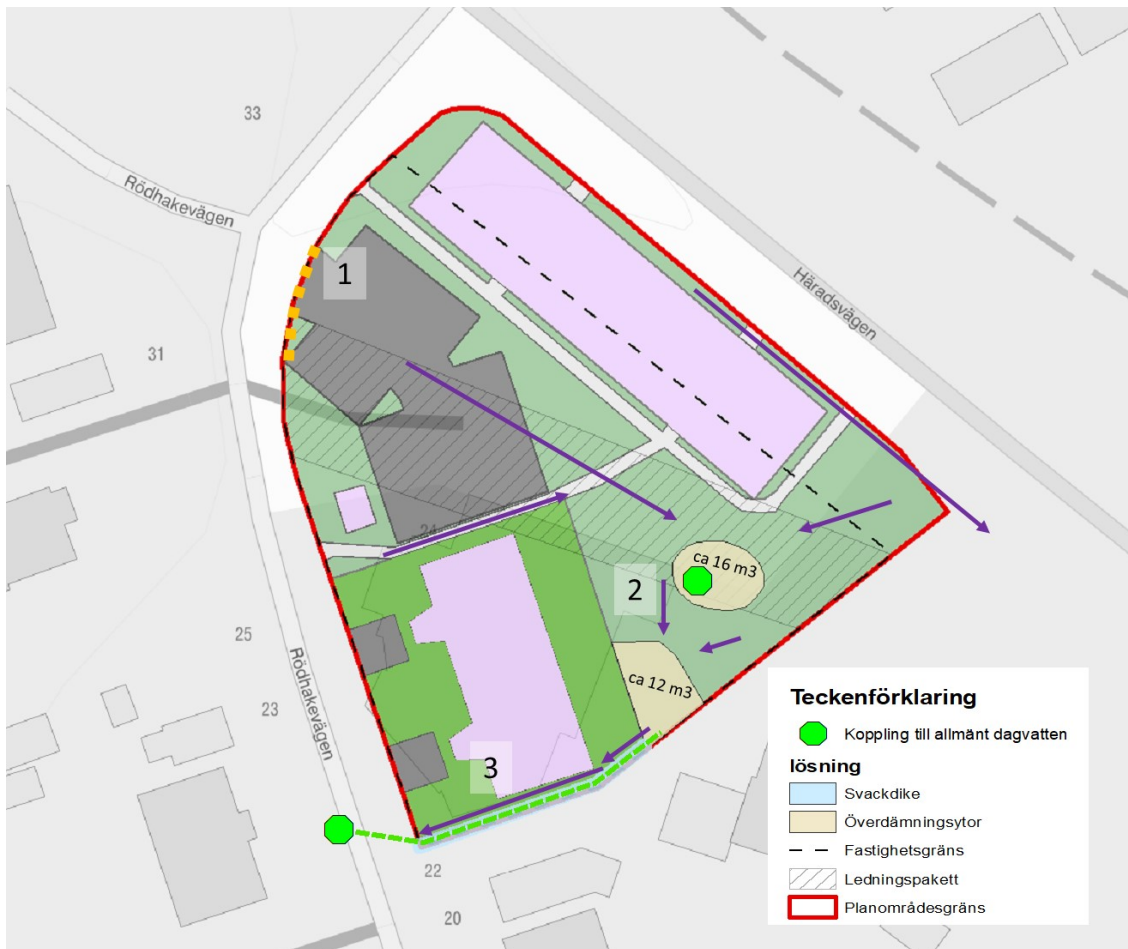 33
Rödhakevägen
1
Häradsvägen
31
24
ca 16 m3
2
25
ca 12 m3
Rödhakevägen
23
3
22
20
Teckenförklaring
Koppling till allmänt dagvatten
lösning
Svackdike
Överdämningsytor
Fastighetsgräns
Ledningspakett
Planområdesgräns